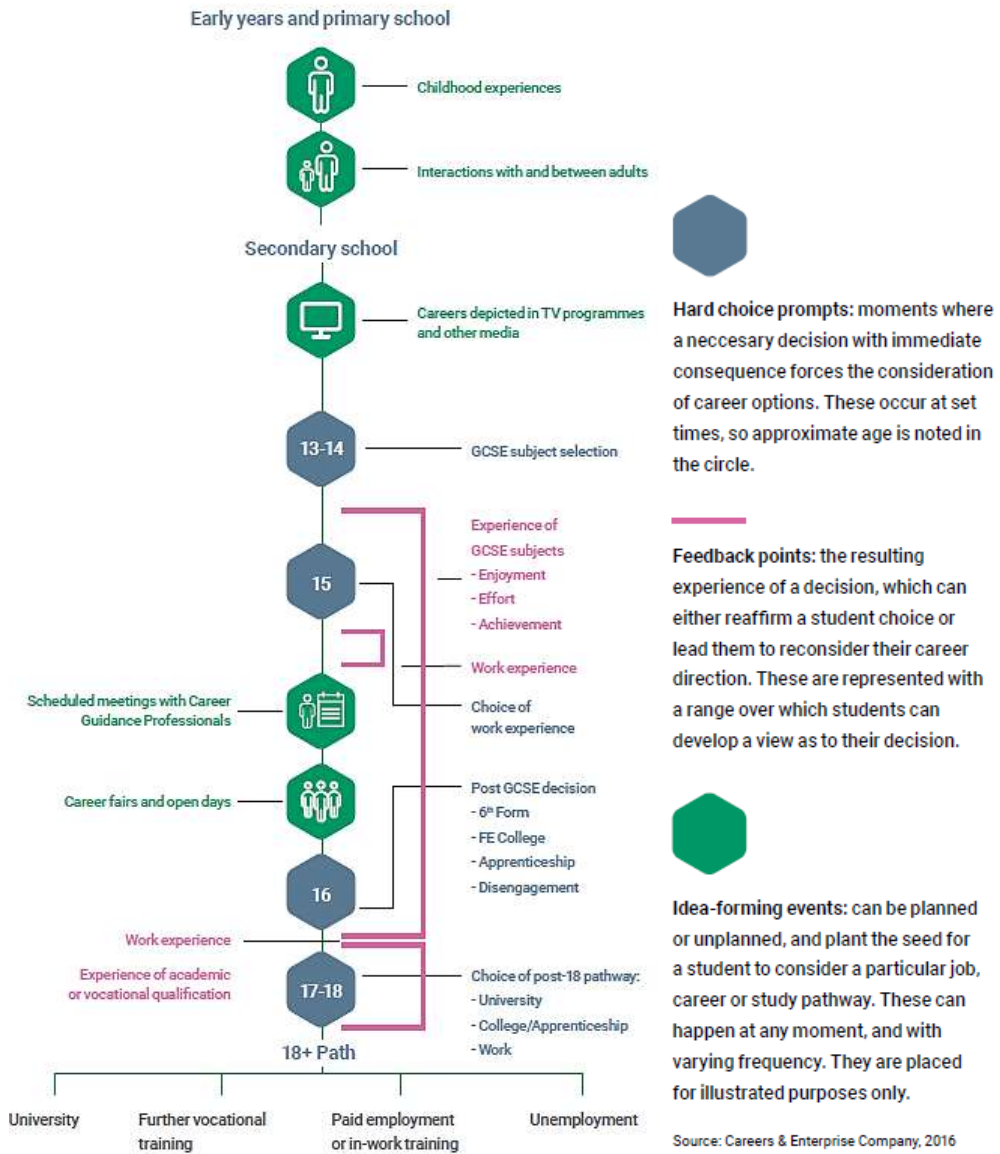 Early years and primary school
Childhood experiences
Interactions with and between adults
Secondary school
Careers depicted in TV programmes
and other media
13-14
GCSE subject selection
Experience of
GCSE subjects
- Enjoyment
- Effort
- Achievement
15
Work experience
Choice of
work experience
Scheduled meetings with Career
Guidance Professionals
Career fairs and open days
Post GCSE decision
- 6th Form
- FE College
- Apprenticeship
- Disengagement
16
Work experience
Experience of academic
or vocational qualification
17-18
Choice of post-18 pathway:
- University
- College/Apprenticeship
- Work
18+ Path
University
Further vocational
training
Paid employment
or in-work training
Unemployment
Hard choice prompts: moments where
a neccesary decision with immediate
consequence forces the consideration
of career options. These occur at set
times, so approximate age is noted in
the circle.
Feedback points: the resulting
experience of a decision, which can
either reaffirm a student choice or
lead them to reconsider their career
direction. These are represented with
a range over which students can
develop a view as to their decision.
Idea-forming events: can be planned
or unplanned, and plant the seed for
a student to consider a particular job,
career or study pathway. These can
happen at any moment, and with
varying frequency. They are placed
for illustrated purposes only.
Source: Careers & Enterprise Company, 2016